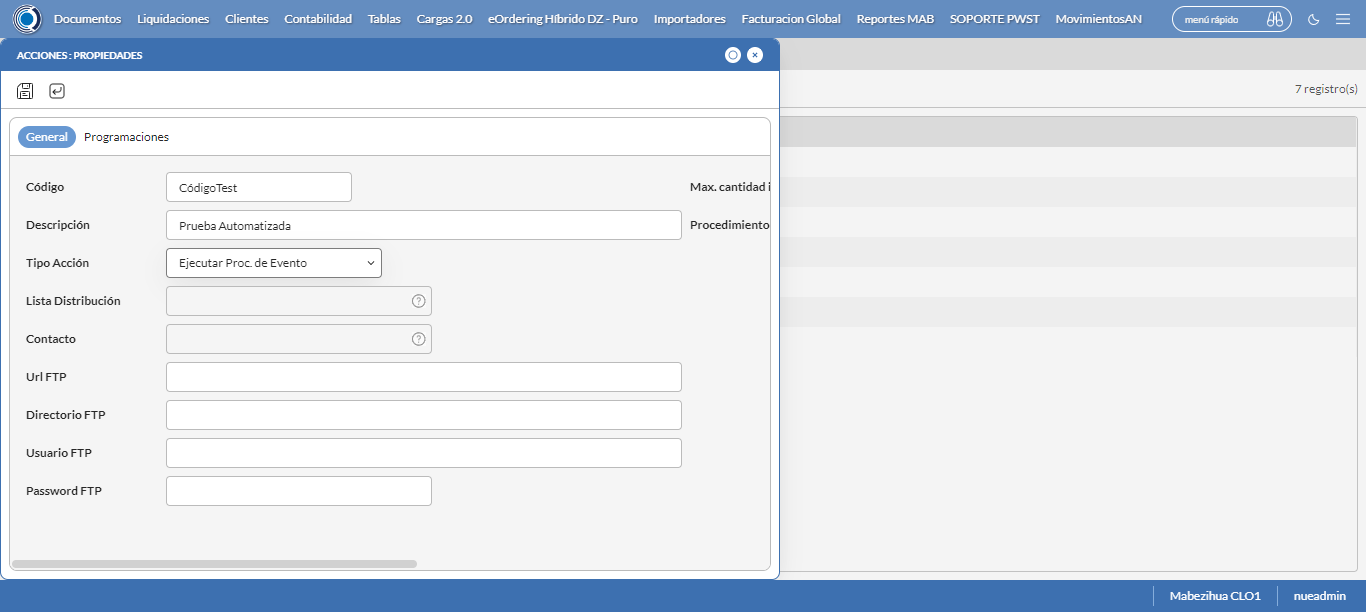 Documentos Liquidaciones Clientes Contabilidad Tablas Cargas 2.0 eOrdering Híbrido DZ - Puro Importadores Facturacion Global Reportes MAB SOPORTE PWST MovimientosAN menú rápido
ACCIONES : PROPIEDADES
7 registro(s)
General Programaciones
Código CódigoTest Max. cantidad i
Descripción Prueba Automatizada Procedimiento
Tipo Acción Ejecutar Proc. de Evento
Lista Distribución
Contacto
Url FTP
Directorio FTP
Usuario FTP
Password FTP
Mabezihua CLO1 nueadmin